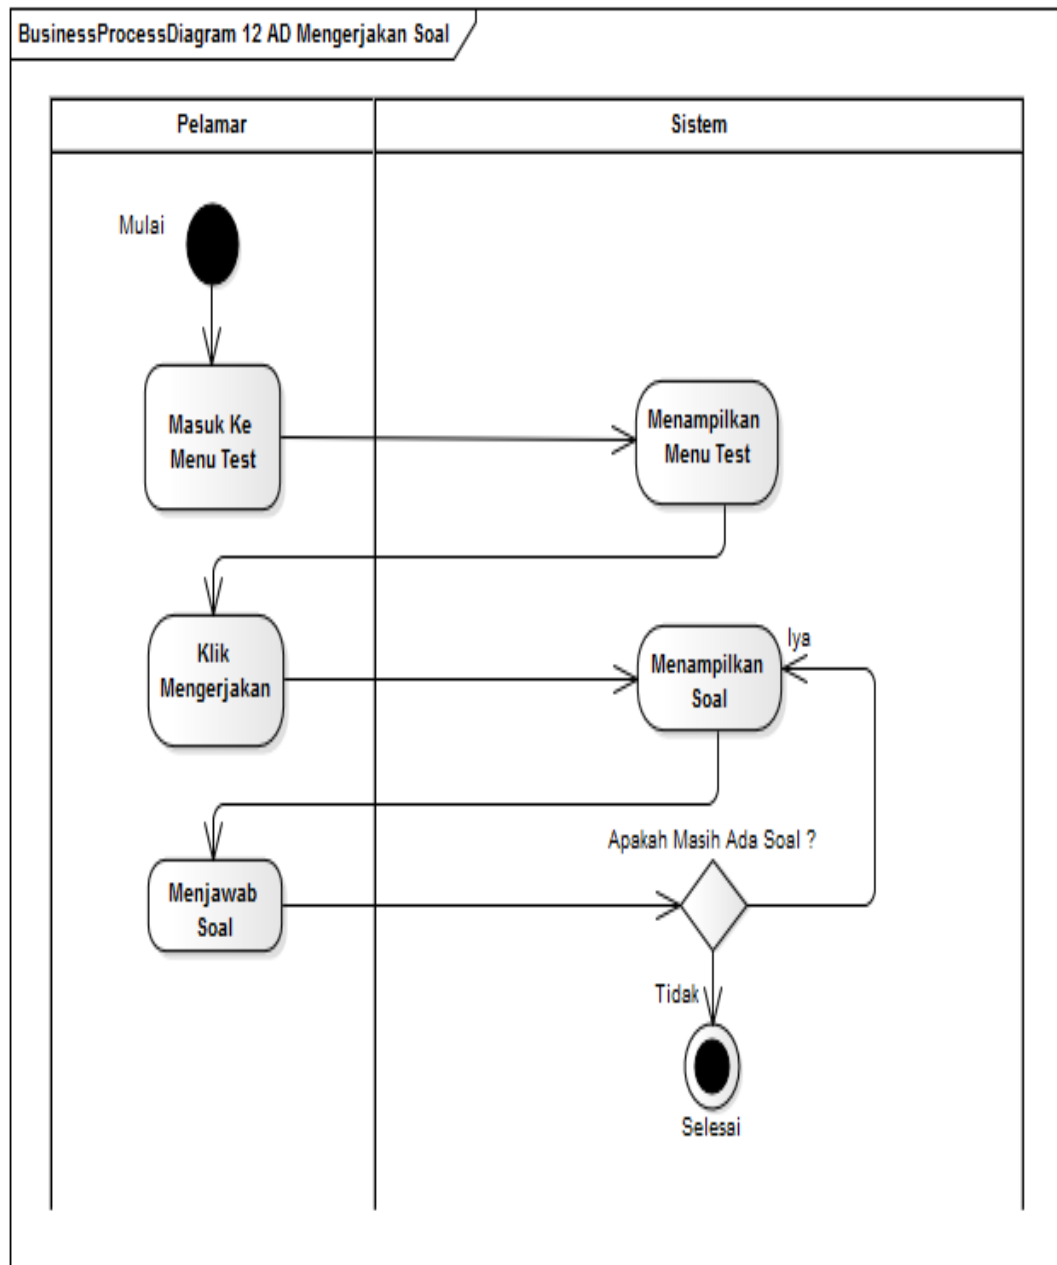 BusinessProcessDiagram 12 AD Mengerjakan Soal
Pelamar
Sistem
Mulai
Masuk Ke
Menu Test
Menampilkan
Menu Test
Klik
Mengerjakan
Menampilkan
Soal
Iya
Apakah Masih Ada Soal ?
Menjawab
Soal
Tidak
Selesai